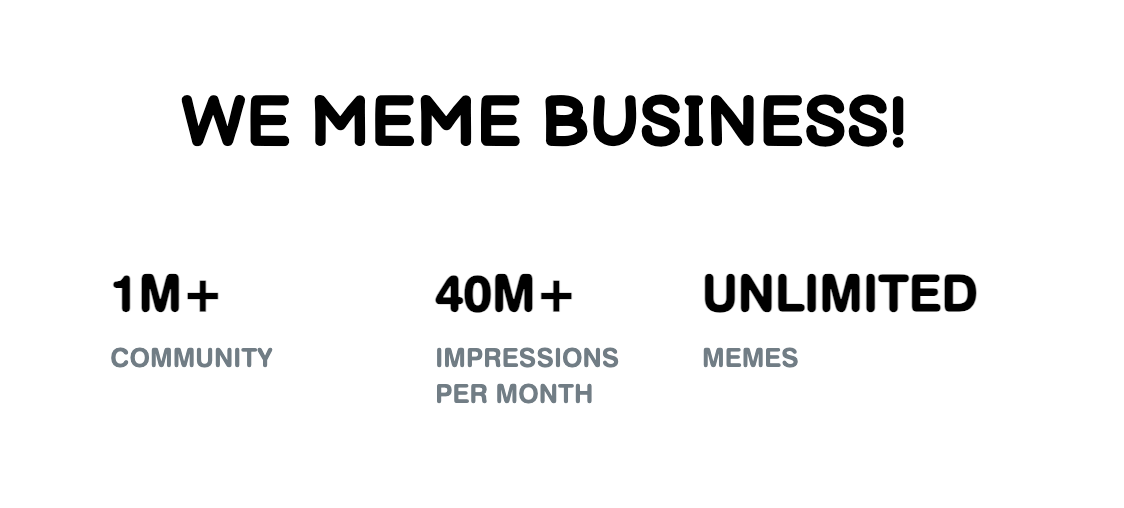 WE MEME BUSINESS!
1M+
COMMUNITY
40M+
IMPRESSIONS
PER MONTH
UNLIMITED
MEMES